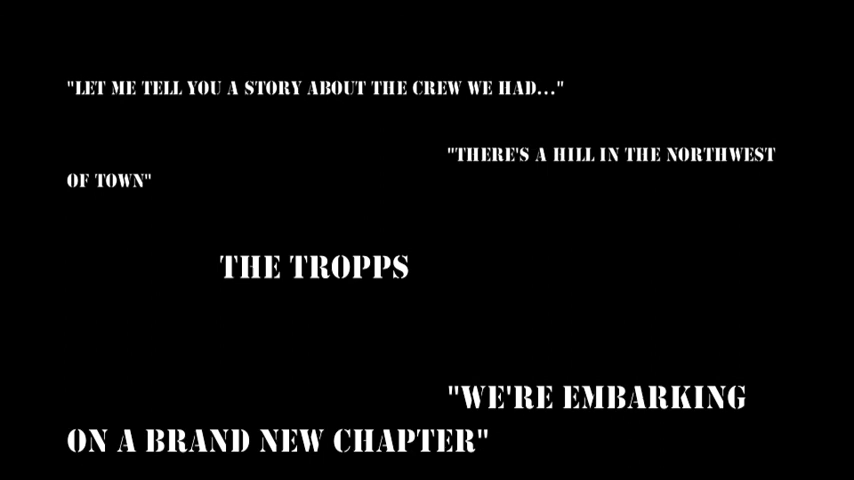 "LET ME TELL YOU A STORY ABOUT THE CREW WE HAD..."
"THERE'S A HILL IN THE NORTHWEST
OF TOWN"
THE TROPPS
"WE'RE EMBARKING
ON A BRAND NEW CHAPTER"